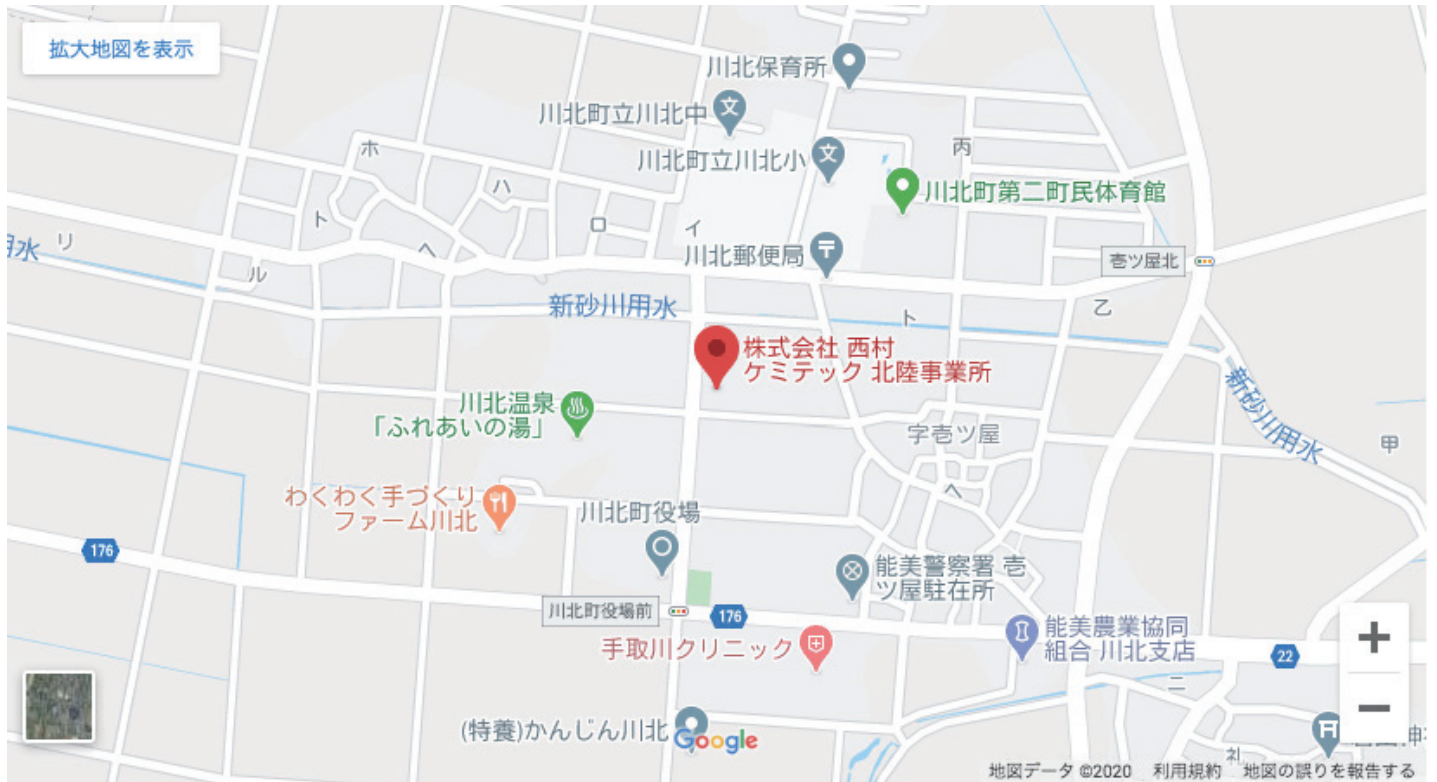 拡大地図を表示
川北保育所
川北町立川北中
文
丙
ホ
川北町立川北小
文
ハ
川北町第二町民体育館
ト
ロ
イ
リ
用水
ヘ
川北郵便局
〒
壱ツ屋北
ル
新砂川用水
ト
乙
株式会社 西村
ケミテック 北陸事業所
川北温泉
「ふれあいの湯」
新砂川用水
字壱ツ屋
甲
わくわく手づくり
ファーム川北
ヘ
川北町役場
176
能美警察署 壱
ツ屋駐在所
川北町役場前
176
手取川クリニック
能美農業協同
組合 川北支店
22
+
ニ
−
(特養)かんじん川北
Google
礼
地図データ ©2020 利用規約 地図の誤りを報告する